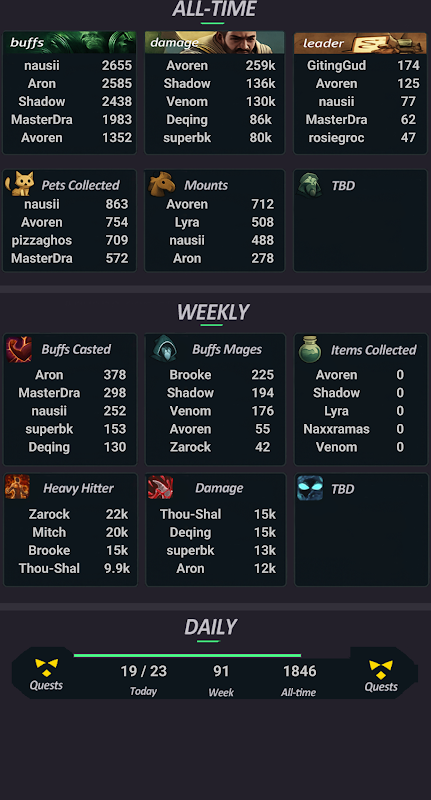 ALL-TIME
buffs
nausii 2655
Aron 2585
Shadow 2438
MasterDra 1983
Avoren 1352
damage
Avoren 259k
Shadow 136k
Venom 130k
Deqing 86k
superbk 80k
leader
GitingGud 174
Avoren 125
nausii 77
MasterDra 62
rosiegroc 47
Pets Collected
nausii 863
Avoren 754
pizzaghos 709
MasterDra 572
Mounts
Avoren 712
Lyra 508
nausii 488
Aron 278
TBD
WEEKLY
Buffs Casted
Aron 378
MasterDra 298
nausii 252
superbk 153
Deqing 130
Buffs Mages
Brooke 225
Shadow 194
Venom 176
Avoren 55
Zarock 42
Items Collected
Avoren 0
Shadow 0
Lyra 0
Naxxramas 0
Venom 0
Heavy Hitter
Zarock 22k
Mitch 20k
Brooke 15k
Thou-Shal 9.9k
Damage
Thou-Shal 15k
Deqing 15k
superbk 13k
Aron 12k
TBD
DAILY
Quests
19 / 23
Today
91
Week
1846
All-time
Quests